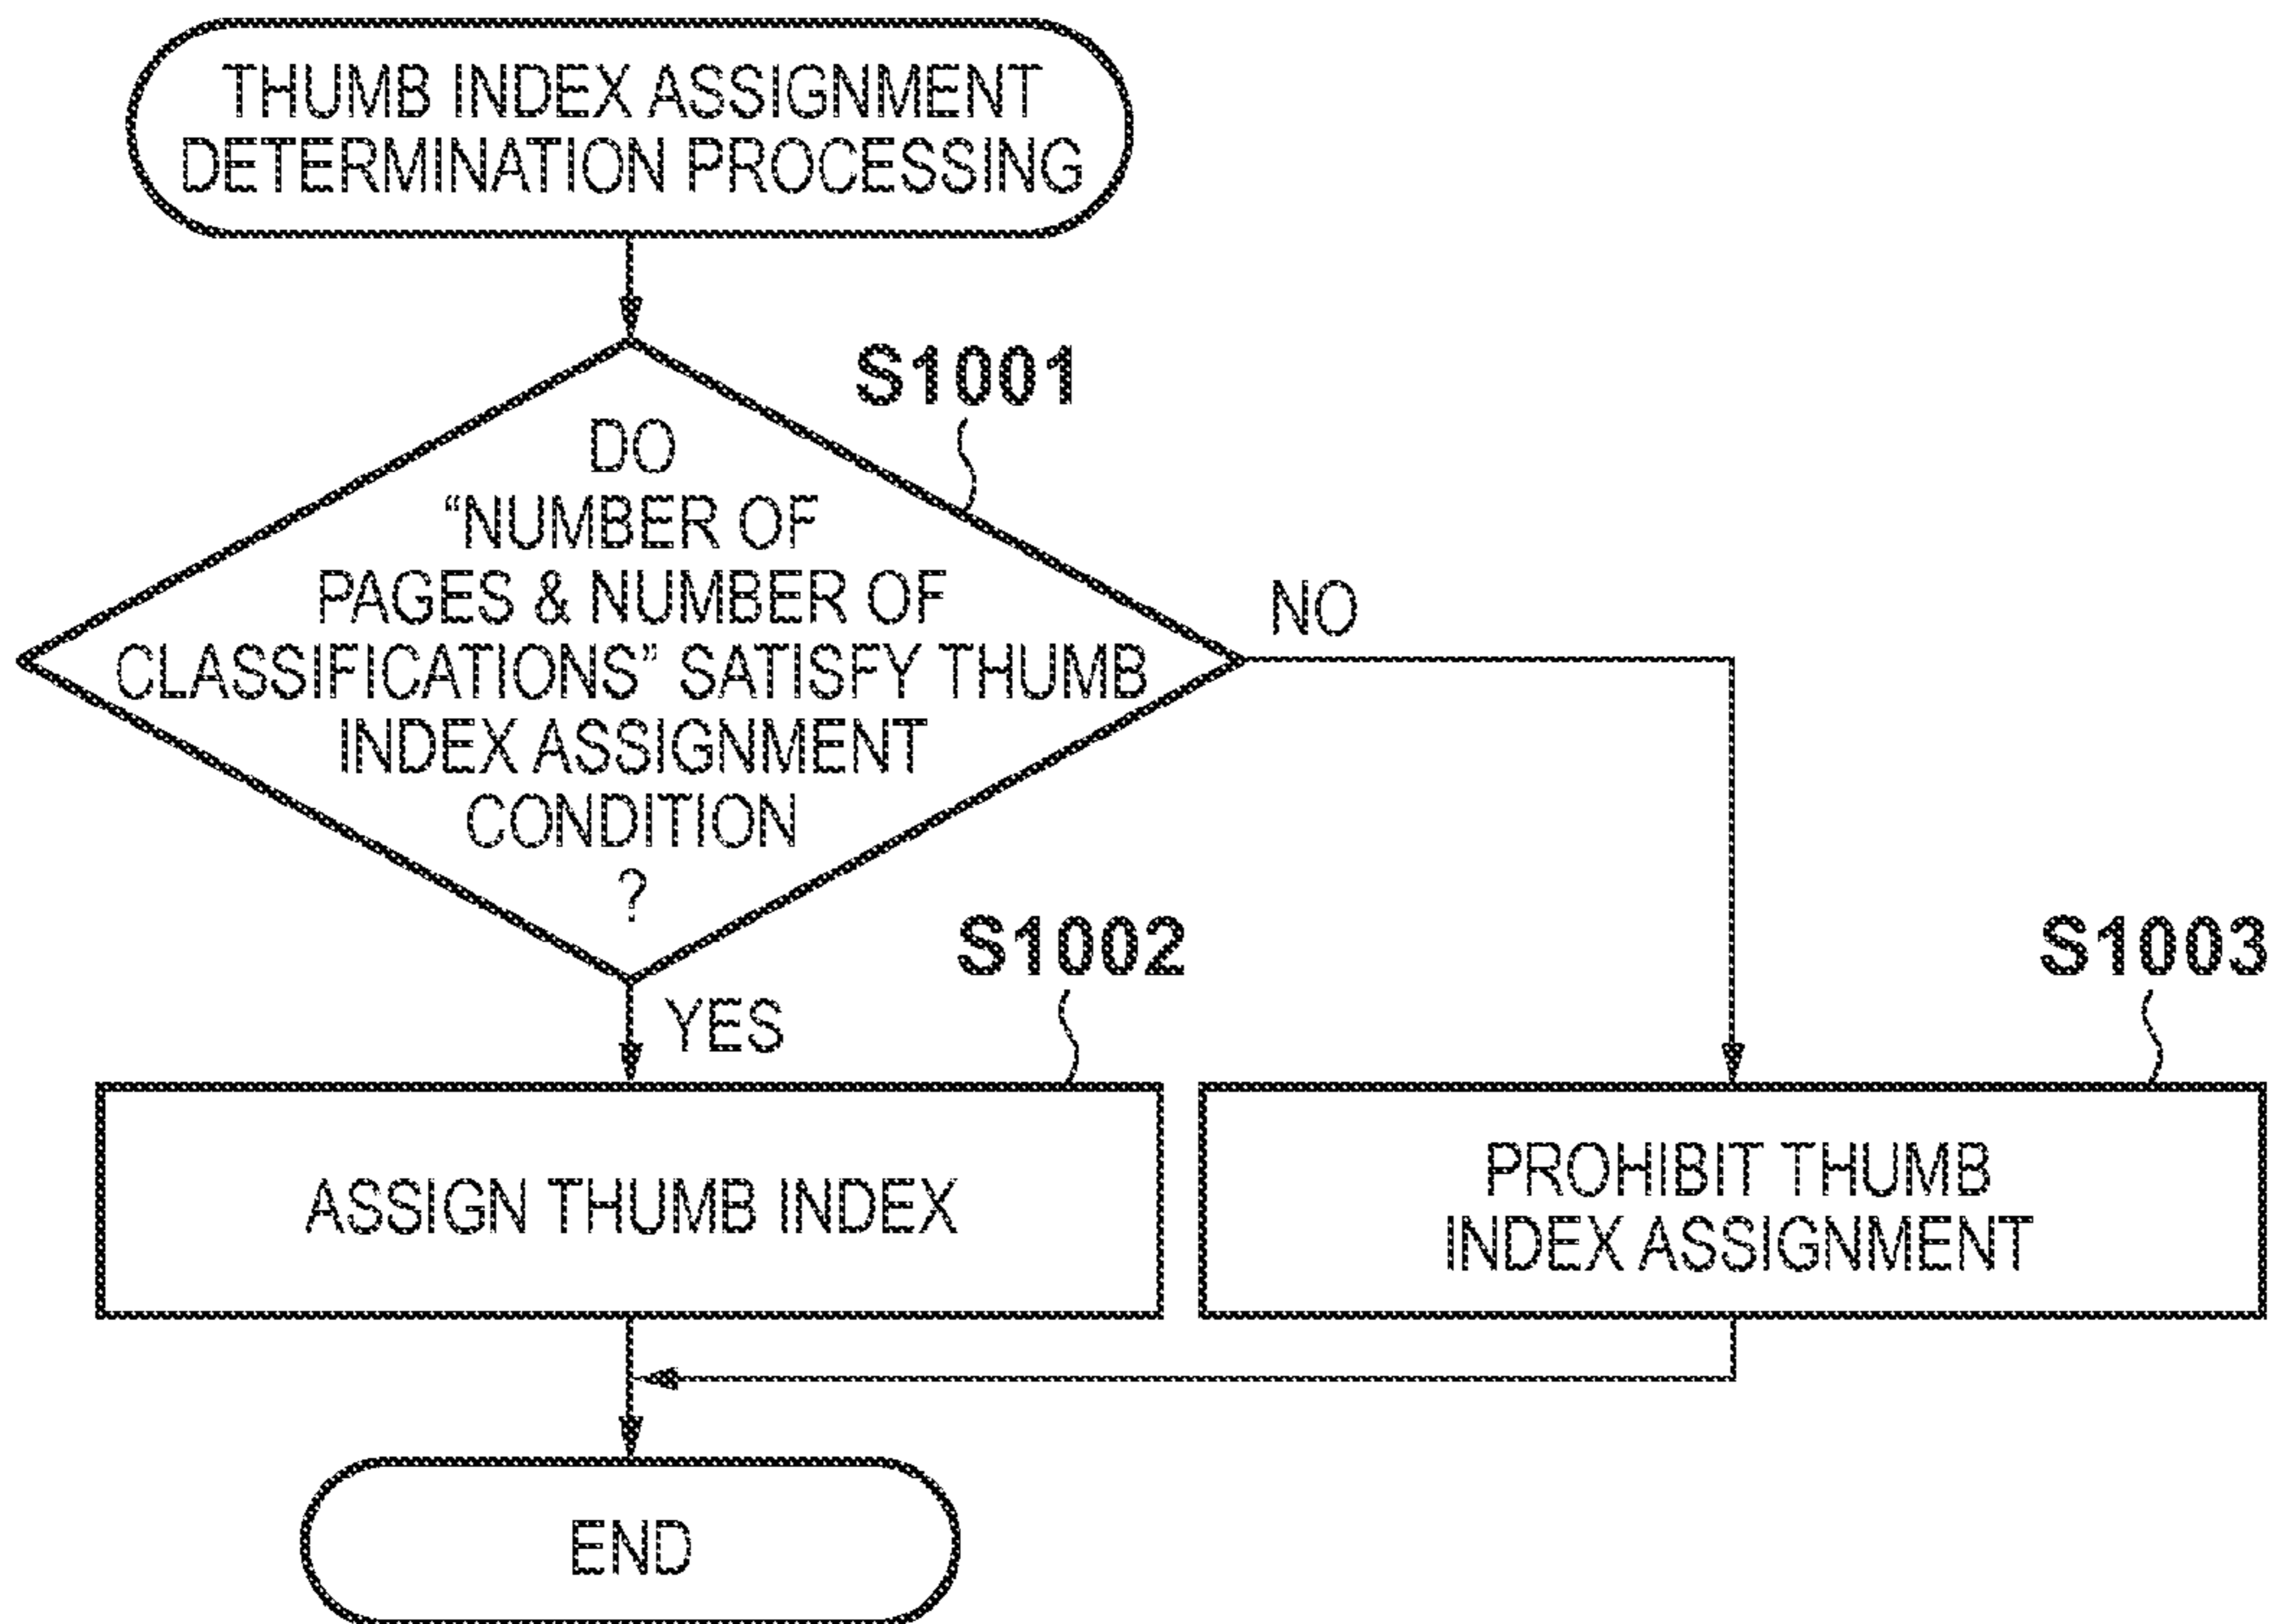 THUMB INDEX ASSIGNMENT
DETERMINATION PROCESSING
S1001
DO
“NUMBER OF
PAGES & NUMBER OF
CLASSIFICATIONS” SATISFY THUMB
INDEX ASSIGNMENT
CONDITION
?
NO
YES
S1002
ASSIGN THUMB INDEX
S1003
PROHIBIT THUMB
INDEX ASSIGNMENT
END